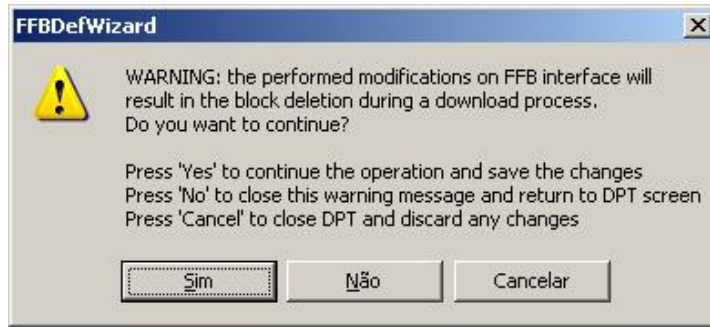 FFBDefWizard
WARNING: the performed modifications on FFB interface will
result in the block deletion during a download process.
Do you want to continue?
Press 'Yes' to continue the operation and save the changes
Press 'No' to close this warning message and return to DPT screen
Press 'Cancel' to close DPT and discard any changes
Sim Não Cancelar